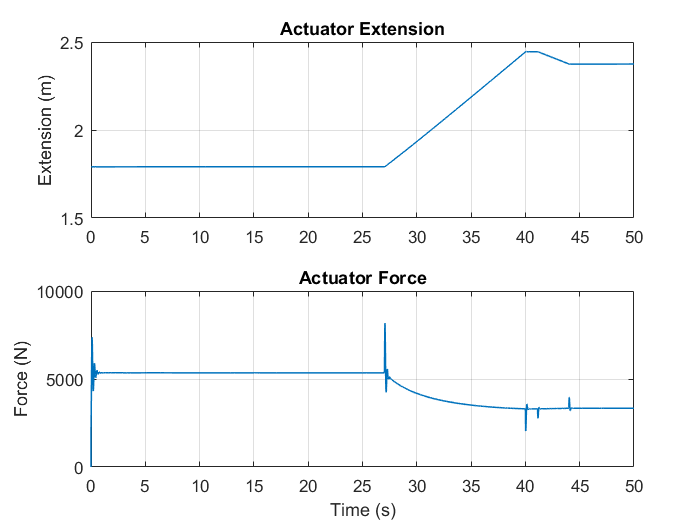 Actuator Extension
2.5
2
1.5
Extension (m)
0 5 10 15 20 25 30 35 40 45 50
Actuator Force
10000
5000
0
Force (N)
0 5 10 15 20 25 30 35 40 45 50
Time (s)